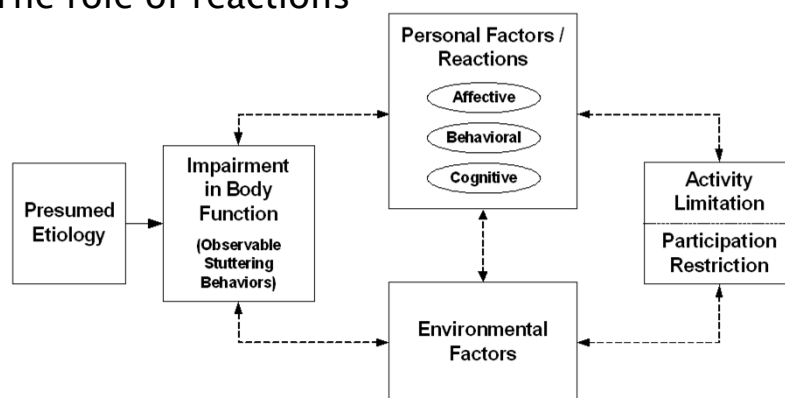 The role of reactions
Personal Factors /
Reactions
Affective
Behavioral
Cognitive
Presumed
Etiology
Impairment
in Body
Function
(Observable
Stuttering
Behaviors)
Environmental
Factors
Activity
Limitation
Participation
Restriction